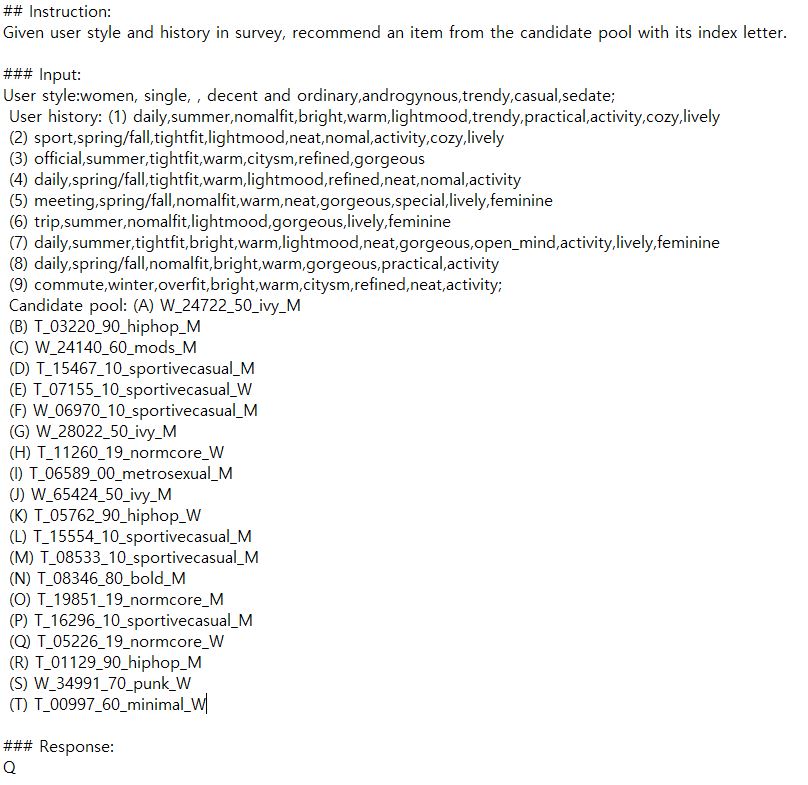 ## Instruction:
Given user style and history in survey, recommend an item from the candidate pool with its index letter.
### Input:
User style:women, single, , decent and ordinary,androgynous,trendy,casual,sedate;
User history: (1) daily,summer,nomalfit,bright,warm,lightmood,trendy,practical,activity,cozy,lively
(2) sport,spring/fall,tightfit,lightmood,neat,nomal,activity,cozy,lively
(3) official,summer,tightfit,warm,citysm,refined,gorgeous
(4) daily,spring/fall,tightfit,warm,lightmood,refined,neat,nomal,activity
(5) meeting,spring/fall,nomalfit,warm,neat,gorgeous,special,lively,feminine
(6) trip,summer,nomalfit,lightmood,gorgeous,lively,feminine
(7) daily,summer,tightfit,bright,warm,lightmood,neat,gorgeous,open_mind,activity,lively,feminine
(8) daily,spring/fall,nomalfit,bright,warm,gorgeous,practical,activity
(9) commute,winter,overfit,bright,warm,citysm,refined,neat,activity;
Candidate pool: (A) W_24722_50_ivy_M
(B) T_03220_90_hiphop_M
(C) W_24140_60_mods_M
(D) T_15467_10_sportivecasual_M
(E) T_07155_10_sportivecasual_W
(F) W_06970_10_sportivecasual_M
(G) W_28022_50_ivy_M
(H) T_11260_19_normcore_W
(I) T_06589_00_metrosexual_M
(J) W_65424_50_ivy_M
(K) T_05762_90_hiphop_W
(L) T_15554_10_sportivecasual_M
(M) T_08533_10_sportivecasual_M
(N) T_08346_80_bold_M
(O) T_19851_19_normcore_M
(P) T_16296_10_sportivecasual_M
(Q) T_05226_19_normcore_W
(R) T_01129_90_hiphop_M
(S) W_34991_70_punk_W
(T) T_00997_60_minimal_W
### Response:
Q